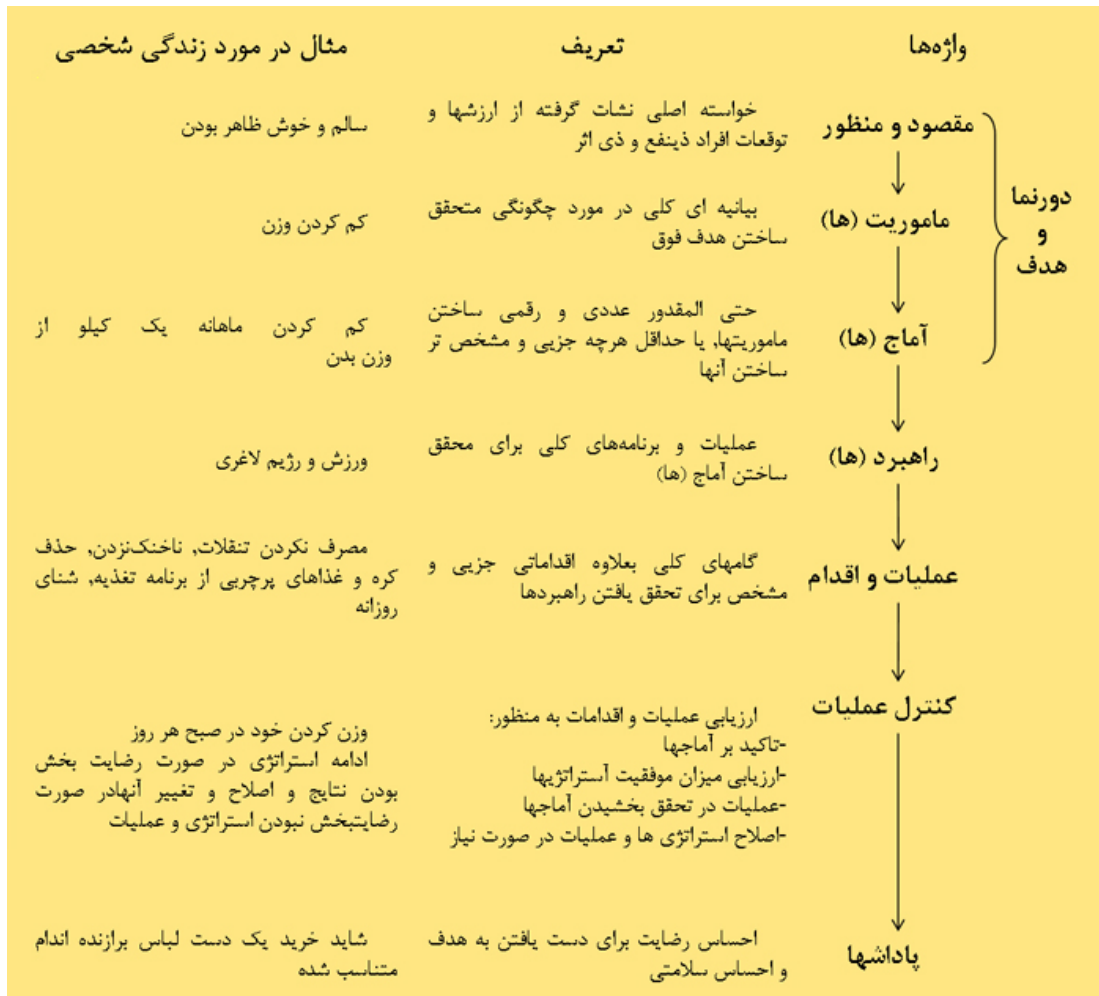 واژه‌ها
تعریف
مثال در مورد زندگی شخصی
دورنما
و
هدف
مقصود و منظور
خواسته اصلی نشات گرفته از ارزشها و
توقعات افراد ذینفع و ذی اثر
سالم و خوش ظاهر بودن
ماموریت (ها)
بیانیه ای کلی در مورد چگونگی متحقق
ساختن هدف فوق
کم کردن وزن
آماج (ها)
حتی المقدور عددی و رقمی ساختن
ماموریتها, یا حداقل هرچه جزیی و مشخص تر
ساختن آنها
کم کردن ماهانه یک کیلو از
وزن بدن
راهبرد (ها)
عملیات و برنامه‌های کلی برای محقق
ساختن آماج (ها)
ورزش و رژیم لاغری
عملیات و اقدام
گامهای کلی بعلاوه اقداماتی جزیی و
مشخص برای تحقق یافتن راهبردها
مصرف نکردن تنقلات, ناخنک‌نزدن, حذف
کره و غذاهای پرچربی از برنامه تغذیه, شنای
روزانه
کنترل عملیات
ارزیابی عملیات و اقدامات به منظور:
-تاکید بر آماجها
-ارزیابی میزان موفقیت آستراتژیها
-عملیات در تحقق بخشیدن آماجها
-اصلاح استراتژی ها و عملیات در صورت نیاز
وزن کردن خود در صبح هر روز
ادامه استراتژی در صورت رضایت بخش
بودن نتایج و اصلاح و تغییر آنهادر صورت
رضایتبخش نبودن استراتژی و عملیات
پاداشها
احساس رضایت برای دست یافتن به هدف
و احساس سلامتی
شاید خرید یک دست لباس برازنده اندام
متناسب شده